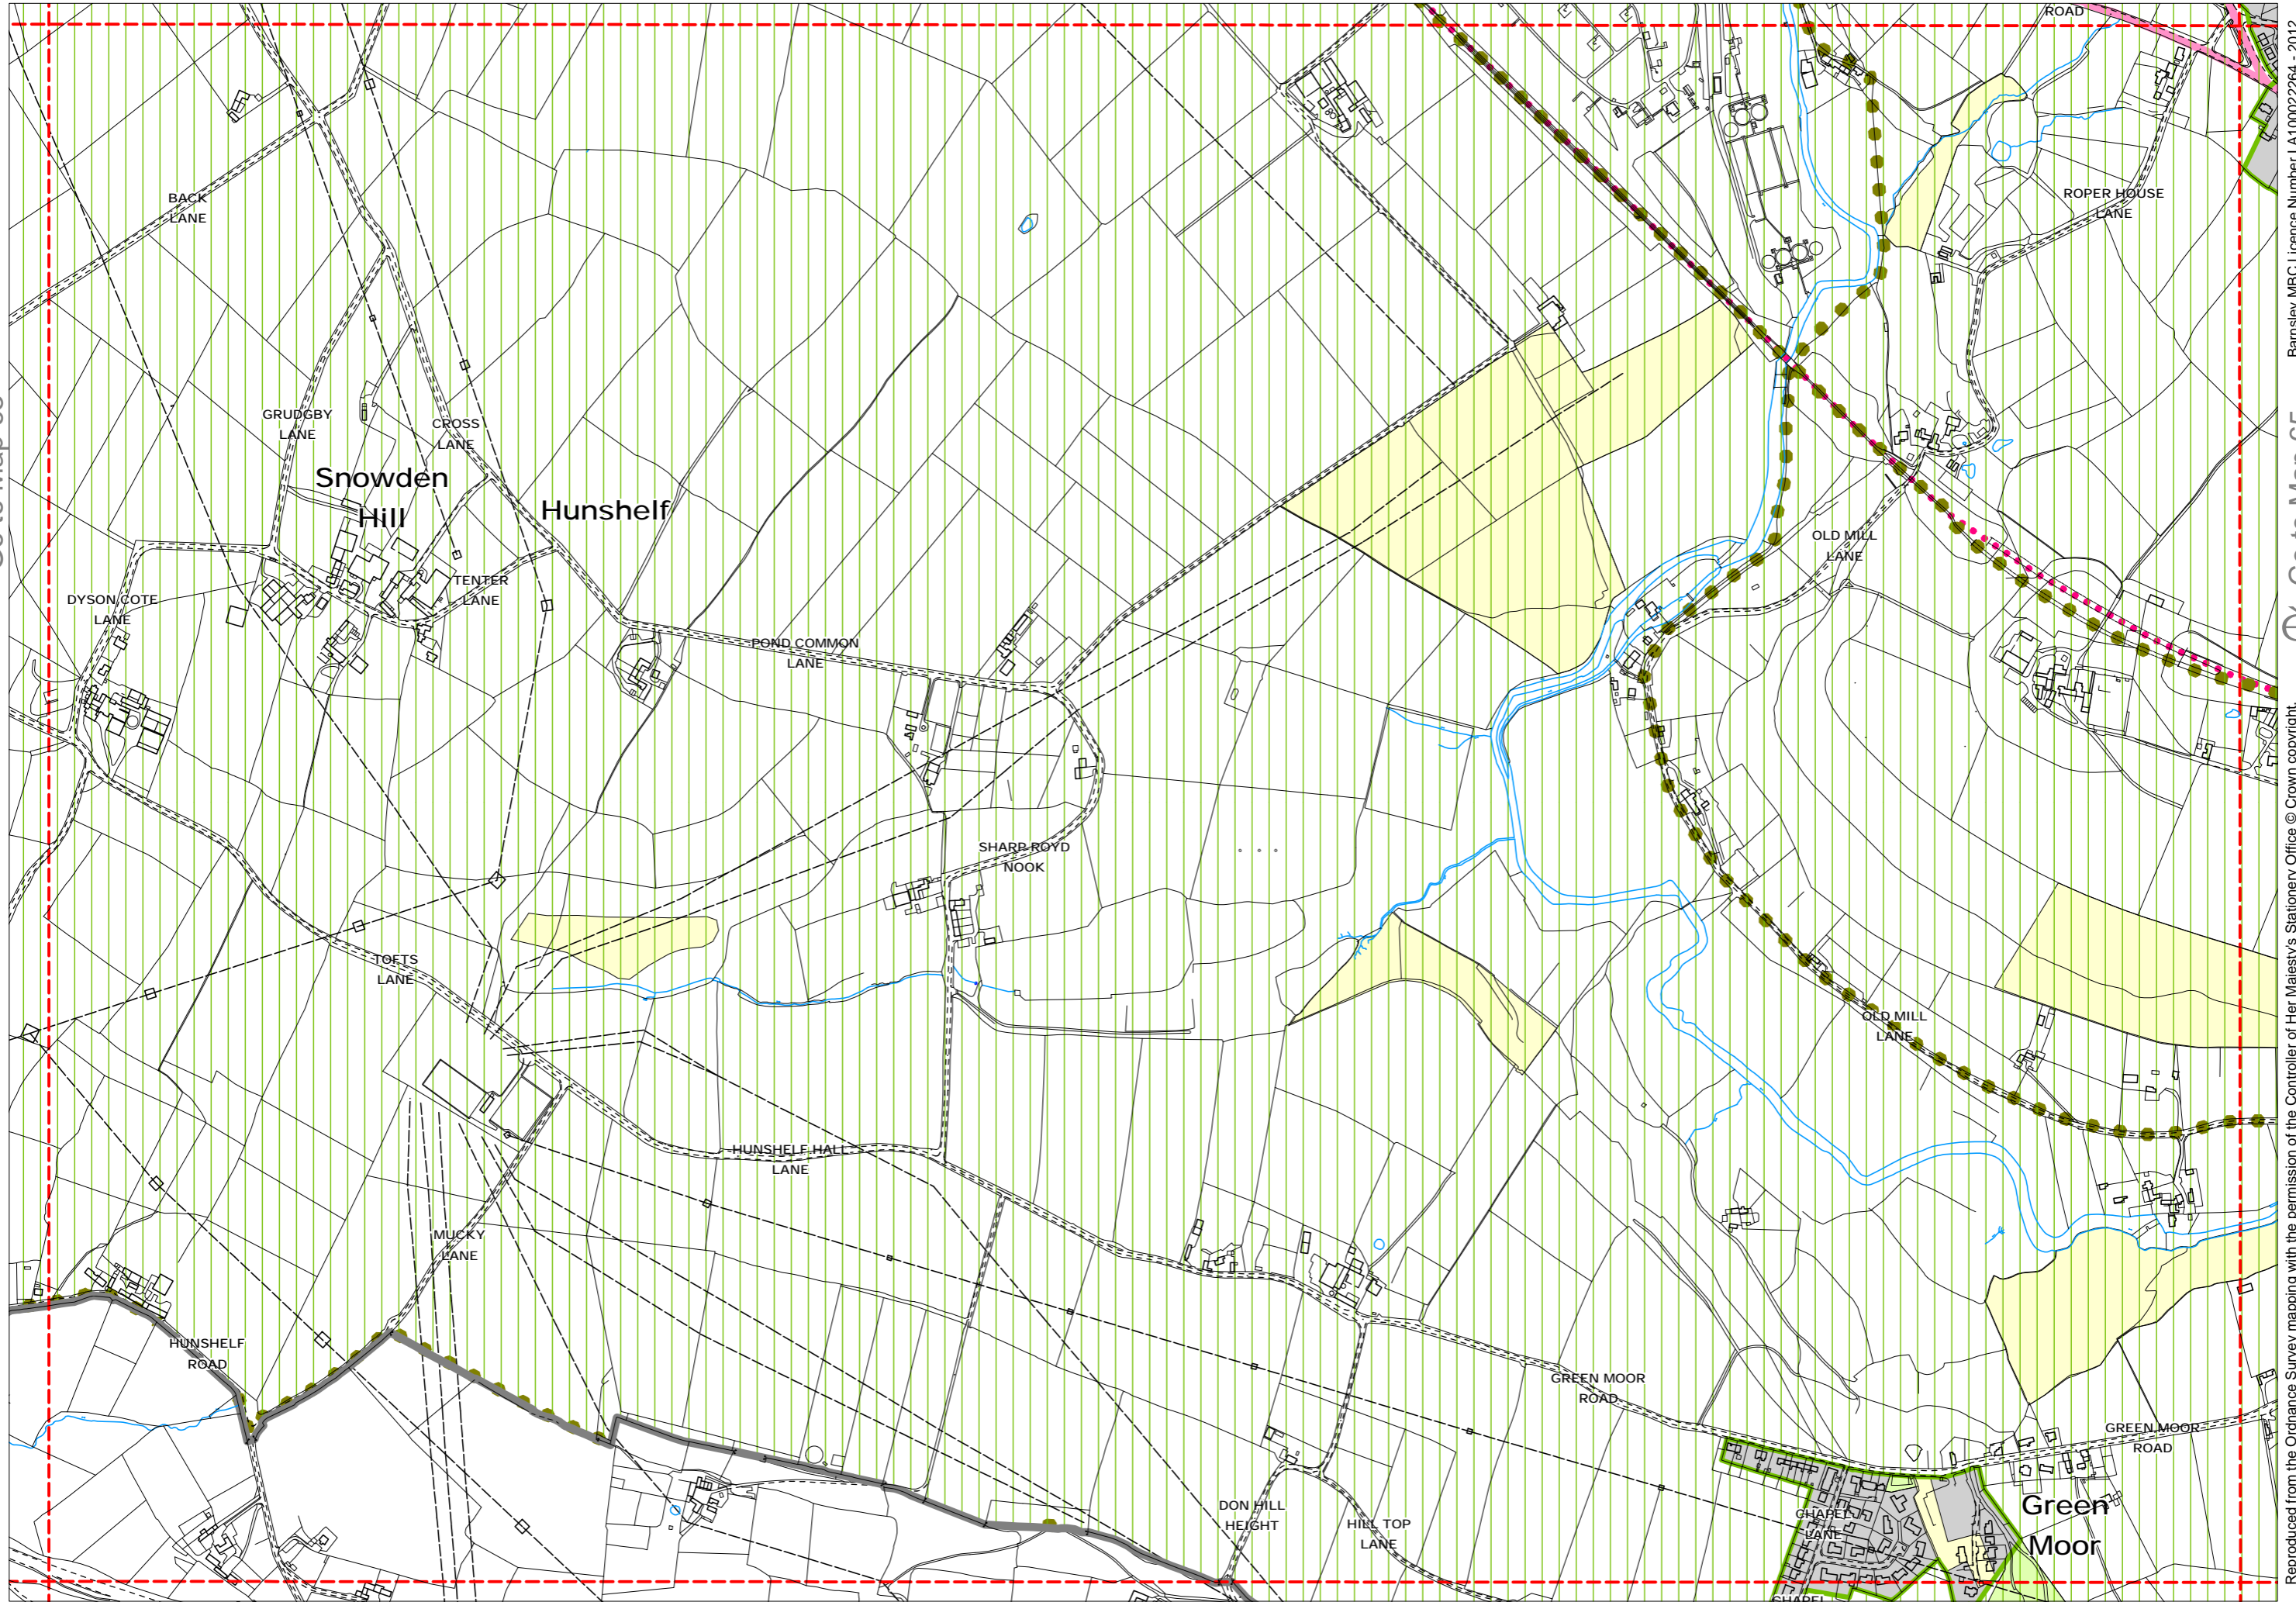 ROAD
BACK
LANE
ROPER HOUSE
LANE
GRUDGBY
LANE
CROSS
LANE
Snowden
Hill
Hunshelf
OLD MILL
LANE
DYSON COTE
LANE
TENTER
LANE
POND COMMON
LANE
SHARP ROYD
NOOK
TOFTS
LANE
OLD MILL
LANE
HUNSHELF HALL
LANE
MUCKY
LANE
HUNSHELF
ROAD
GREEN MOOR
ROAD
GREEN MOOR
ROAD
DON HILL
HEIGHT
HILL TOP
LANE
CHAPEL
LANE
Green
Moor
CHAPEL
Reproduced from the Ordnance Survey mapping with the permission of the Controller of Her Majesty's Stationery Office © Crown copyright.
Barnsley MBC Licence Number LA100022264 - 2012